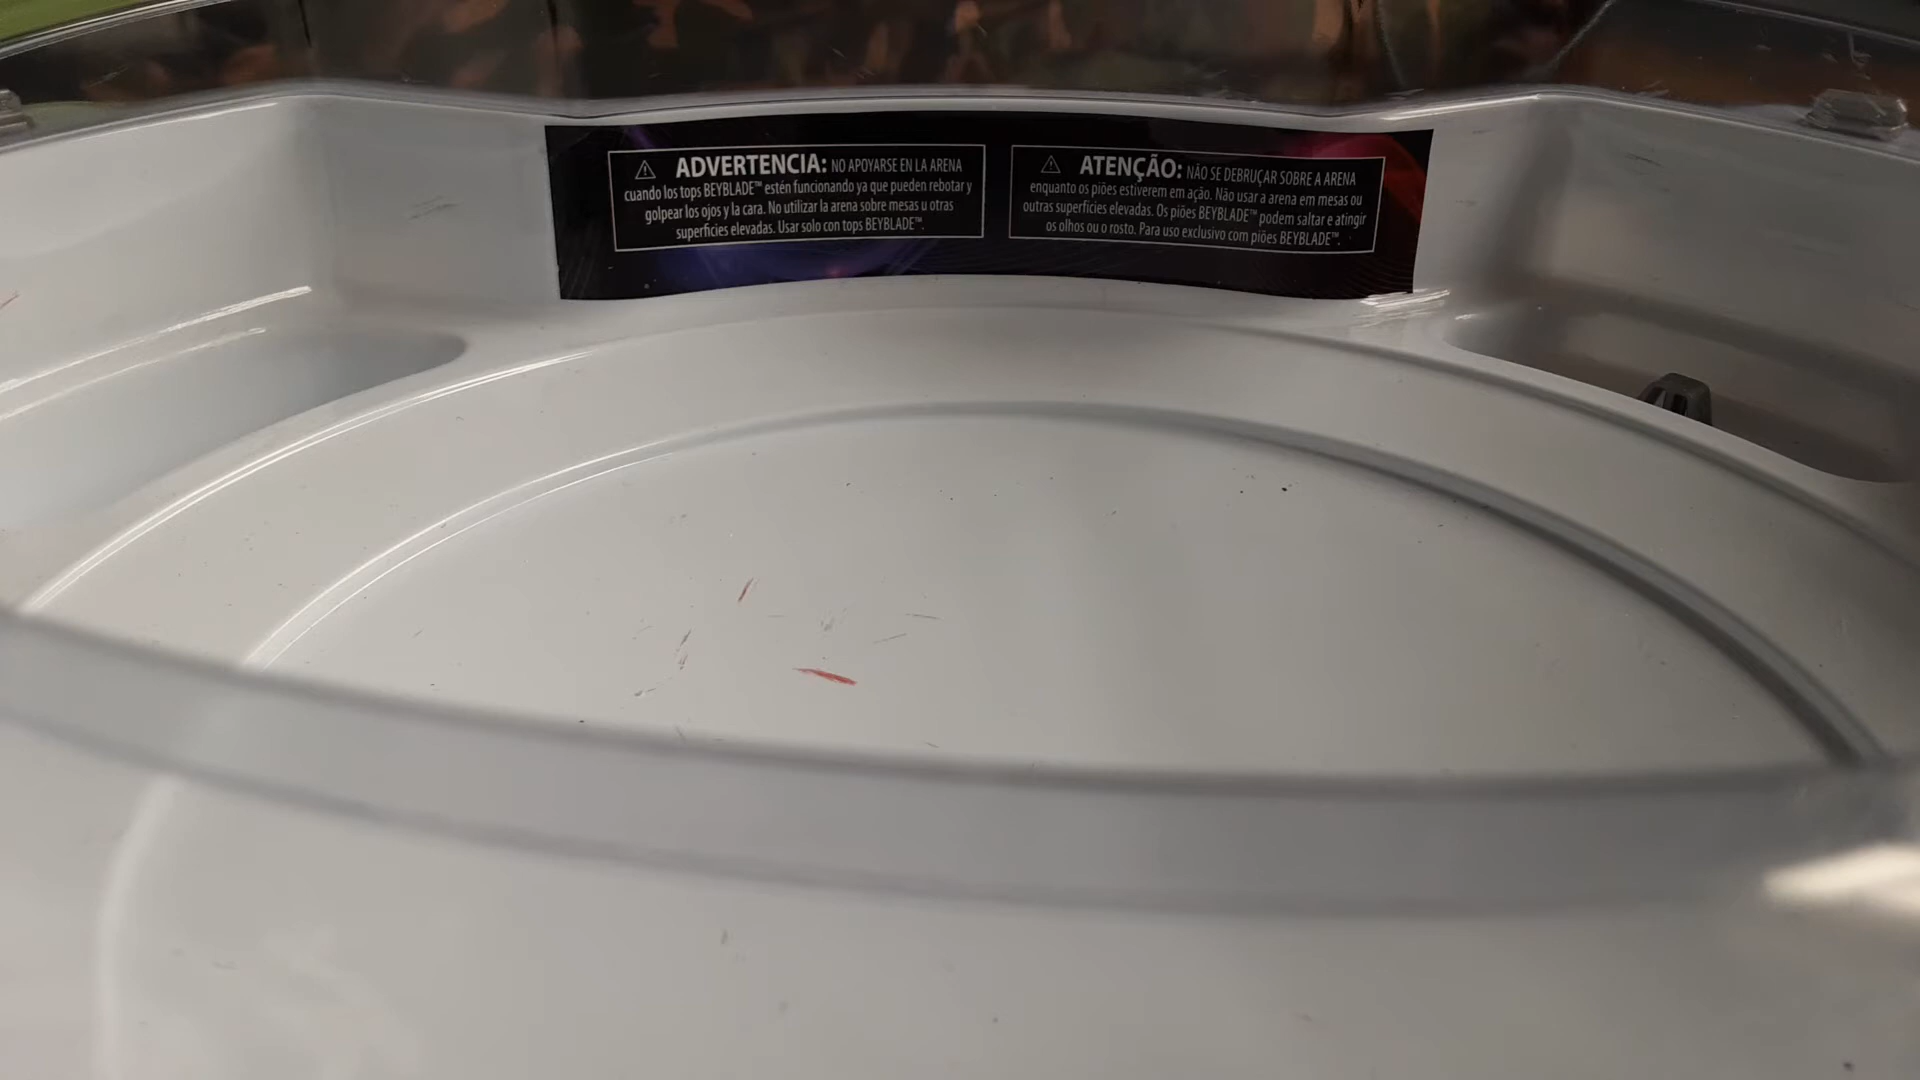 ADVERTENCIA: NO APOYARSE EN LA ARENA
cuando los tops BEYBLADE™ estén funcionando ya que pueden rebotar y
golpear los ojos y la cara. No utilizar la arena sobre mesas u otras
superficies elevadas. Usar solo con tops BEYBLADE™.
ATENÇÃO: NÃO SE DEBRUÇAR SOBRE A ARENA
enquanto os piões estiverem em ação. Não usar a arena em mesas ou
outras superfícies elevadas. Os piões BEYBLADE™ podem saltar e atingir
os olhos ou o rosto. Para uso exclusivo com piões BEYBLADE™.